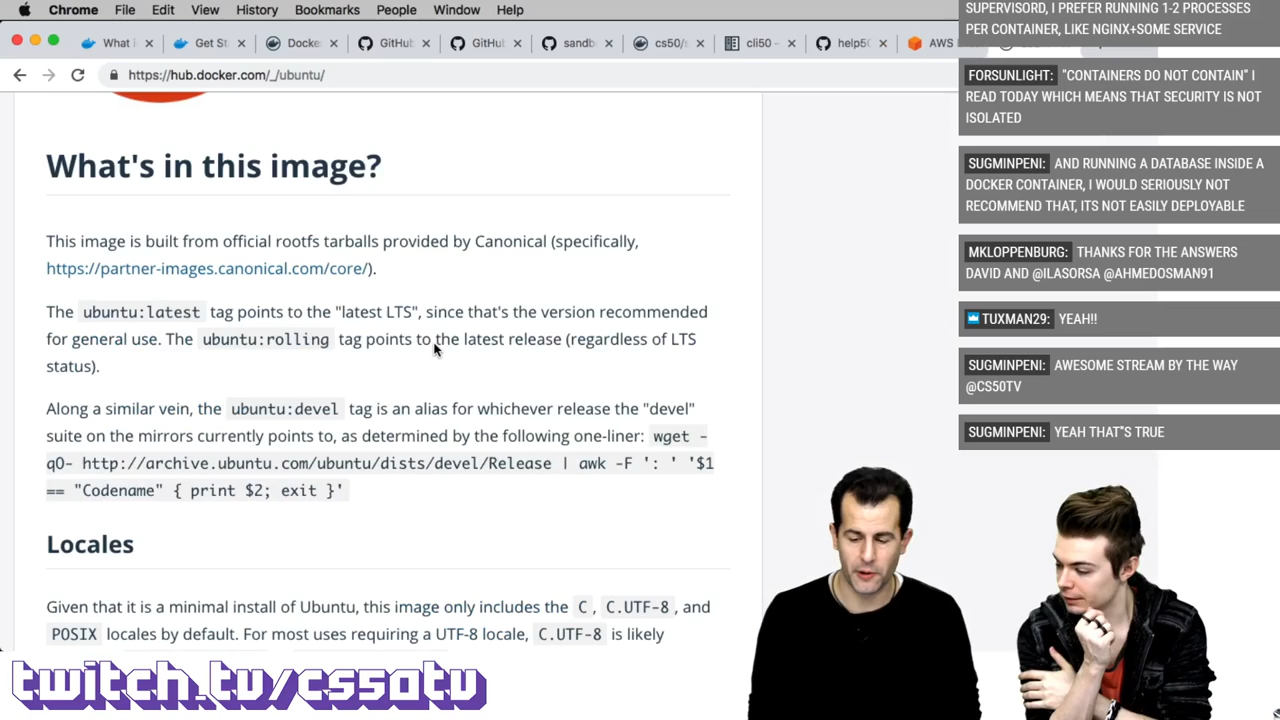 Chrome File Edit View History Bookmarks People Window Help
What i × Get St × Docke × GitHub × GitHub × sandb × cs50/s × cli50 – × help50 × AWS
https://hub.docker.com/_/ubuntu/
What's in this image?
This image is built from official rootfs tarballs provided by Canonical (specifically,
https://partner-images.canonical.com/core/).
The ubuntu:latest tag points to the "latest LTS", since that's the version recommended
for general use. The ubuntu:rolling tag points to the latest release (regardless of LTS
status).
Along a similar vein, the ubuntu:devel tag is an alias for whichever release the "devel"
suite on the mirrors currently points to, as determined by the following one-liner: wget -
qO- http://archive.ubuntu.com/ubuntu/dists/devel/Release | awk -F ': ' '$1
== "Codename" { print $2; exit }'
Locales
Given that it is a minimal install of Ubuntu, this image only includes the C, C.UTF-8, and
POSIX locales by default. For most uses requiring a UTF-8 locale, C.UTF-8 is likely
SUPERVISORD, I PREFER RUNNING 1-2 PROCESSES
PER CONTAINER, LIKE NGINX+SOME SERVICE
FORSUNLIGHT: "CONTAINERS DO NOT CONTAIN" I
READ TODAY WHICH MEANS THAT SECURITY IS NOT
ISOLATED
SUGMINPENI: AND RUNNING A DATABASE INSIDE A
DOCKER CONTAINER, I WOULD SERIOUSLY NOT
RECOMMEND THAT, ITS NOT EASILY DEPLOYABLE
MKLOPPENBURG: THANKS FOR THE ANSWERS
DAVID AND @ILASORSA @AHMEDOSMAN91
TUXMAN29: YEAH!!
SUGMINPENI: AWESOME STREAM BY THE WAY
@CS50TV
SUGMINPENI: YEAH THAT"S TRUE
twitch.tv/cs50tv